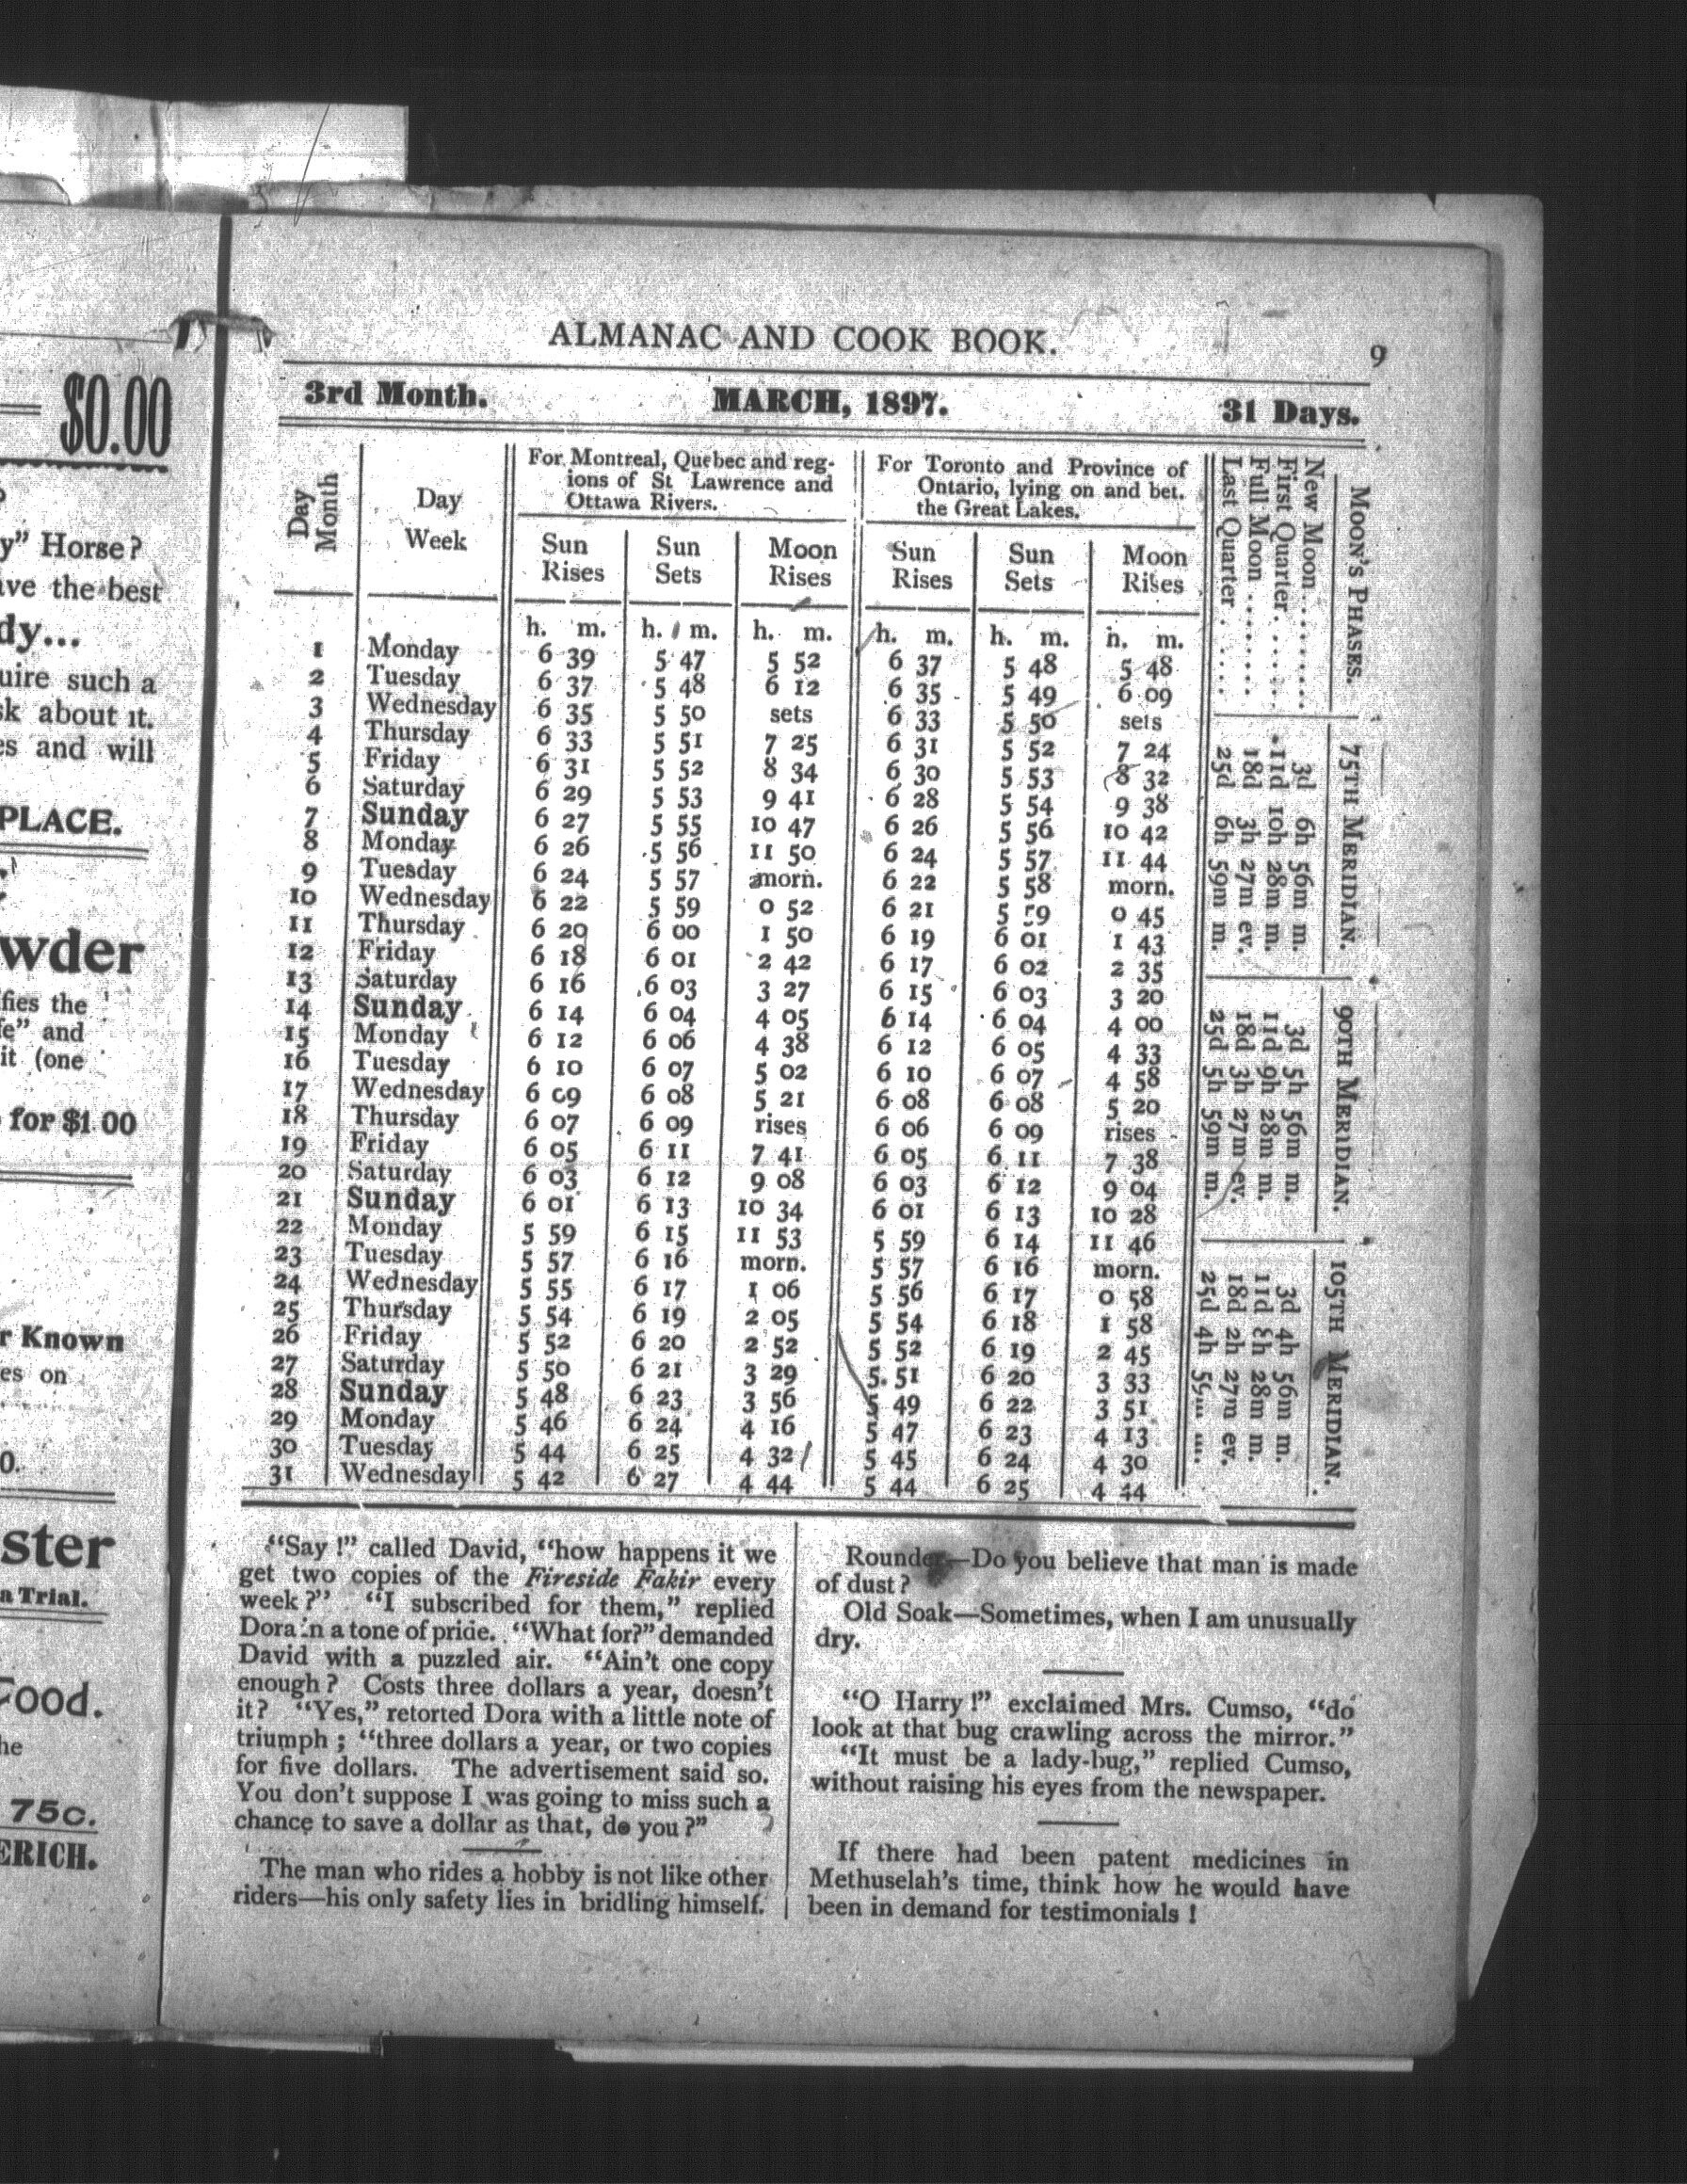 $0.00
y” Horse?
ave the best
dy...
uire such a
sk about it.
es and will
PLACE.
wder
fies the
fe” and
it (one
for $1.00
r Known
es on
0.
ster
a Trial.
Food.
he
75c.
ERICH.
ALMANAC AND COOK BOOK.
9
3rd Month. MARCH, 1897. 31 Days.
Day Month
Day Week
For Montreal, Quebec and reg-
ions of St Lawrence and
Ottawa Rivers.
For Toronto and Province of
Ontario, lying on and bet.
the Great Lakes.
Sun Rises Sun Sets Moon Rises Sun Rises Sun Sets Moon Rises
h. m. h. m. h. m. h. m. h. m. h. m.
1 Monday 6 39 5 47 5 52 6 37 5 48 5 48
2 Tuesday 6 37 5 48 6 12 6 35 5 49 6 09
3 Wednesday 6 35 5 50 sets 6 33 5 50 sets
4 Thursday 6 33 5 51 7 25 6 31 5 52 7 24
5 Friday 6 31 5 52 8 34 6 30 5 53 8 32
6 Saturday 6 29 5 53 9 41 6 28 5 54 9 38
7 Sunday 6 27 5 55 10 47 6 26 5 56 10 42
8 Monday 6 26 5 56 11 50 6 24 5 57 11 44
9 Tuesday 6 24 5 57 morn. 6 22 5 58 morn.
10 Wednesday 6 22 5 59 0 52 6 21 5 59 0 45
11 Thursday 6 20 6 00 1 50 6 19 6 01 1 43
12 Friday 6 18 6 01 2 42 6 17 6 02 2 35
13 Saturday 6 16 6 03 3 27 6 15 6 03 3 20
14 Sunday 6 14 6 04 4 05 6 14 6 04 4 00
15 Monday 6 12 6 06 4 38 6 12 6 05 4 33
16 Tuesday 6 10 6 07 5 02 6 10 6 07 4 58
17 Wednesday 6 09 6 08 5 21 6 08 6 08 5 20
18 Thursday 6 07 6 09 rises 6 06 6 09 rises
19 Friday 6 05 6 11 7 41 6 05 6 11 7 38
20 Saturday 6 03 6 12 9 08 6 03 6 12 9 04
21 Sunday 6 01 6 13 10 34 6 01 6 13 10 28
22 Monday 5 59 6 15 11 53 5 59 6 14 11 46
23 Tuesday 5 57 6 16 morn. 5 57 6 16 morn.
24 Wednesday 5 55 6 17 1 06 5 56 6 17 0 58
25 Thursday 5 54 6 19 2 05 5 54 6 18 1 58
26 Friday 5 52 6 20 2 52 5 52 6 19 2 45
27 Saturday 5 50 6 21 3 29 5 51 6 20 3 33
28 Sunday 5 48 6 23 3 56 5 49 6 22 3 51
29 Monday 5 46 6 24 4 16 5 47 6 23 4 13
30 Tuesday 5 44 6 25 4 32 5 45 6 24 4 30
31 Wednesday 5 42 6 27 4 44 5 44 6 25 4 44
MOON'S PHASES. 75TH MERIDIAN. 90TH MERIDIAN. 105TH MERIDIAN.
New Moon........ 3d 6h 56m m. 3d 5h 56m m. 3d 4h 56m m.
First Quarter...... 11d 10h 28m m. 11d 9h 28m m. 11d 8h 28m m.
Full Moon........ 18d 3h 27m ev. 18d 3h 27m ev. 18d 2h 27m ev.
Last Quarter..... 25d 6h 59m m. 25d 5h 59m m. 25d 4h
“Say !” called David, “how happens it we
get two copies of the Fireside Fakir every
week?” “I subscribed for them,” replied
Dora in a tone of pride. “What for?” demanded
David with a puzzled air. “Ain't one copy
enough? Costs three dollars a year, doesn't
it? “Yes,” retorted Dora with a little note of
triumph ; “three dollars a year, or two copies
for five dollars. The advertisement said so.
You don't suppose I was going to miss such a
chance to save a dollar as that, do you?”
The man who rides a hobby is not like other
riders—his only safety lies in bridling himself.
Rounder—Do you believe that man is made
of dust?
Old Soak—Sometimes, when I am unusually
dry.
“O Harry !” exclaimed Mrs. Cumso, “do
look at that bug crawling across the mirror.”
“It must be a lady-bug,” replied Cumso,
without raising his eyes from the newspaper.
If there had been patent medicines in
Methuselah's time, think how he would have
been in demand for testimonials !